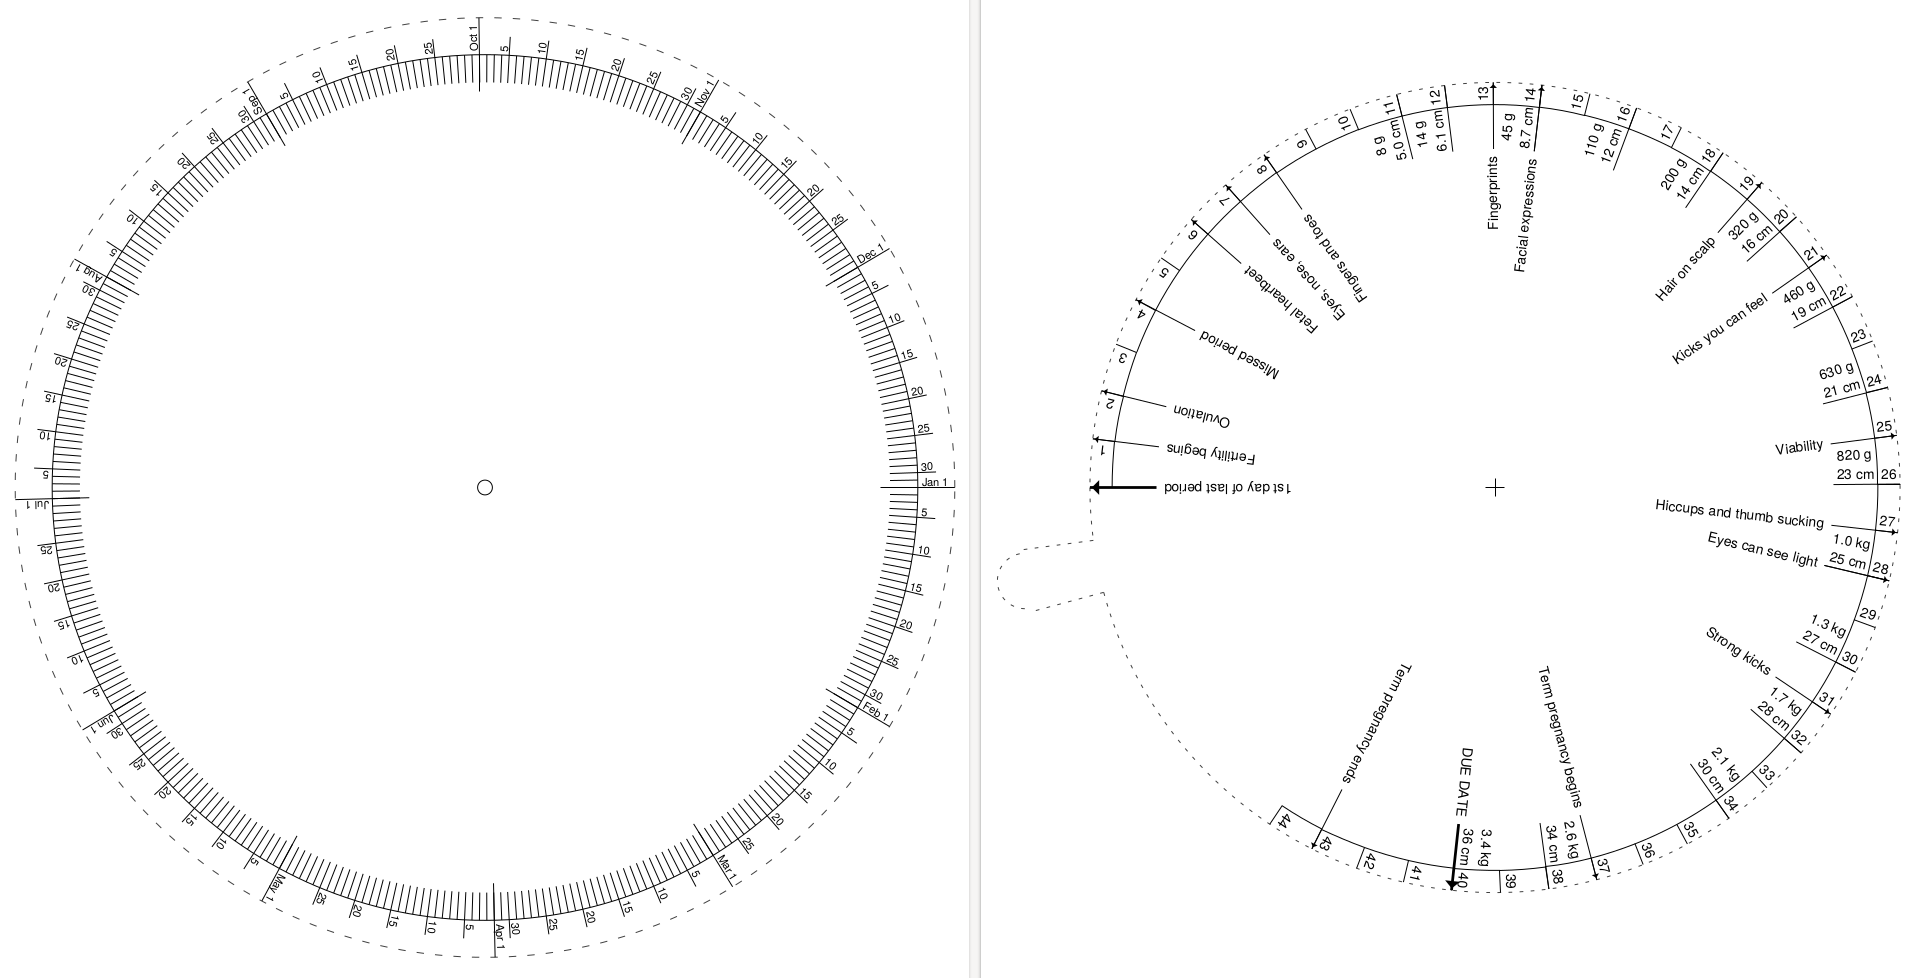 Oct 1
5
10
15
20
25
30
Nov 1
5
10
15
20
25
Dec 1
5
10
15
20
25
30
Jan 1
5
10
15
20
25
30
Feb 1
5
10
15
20
25
Mar 1
5
10
15
20
25
30
Apr 1
5
10
15
20
25
May 1
5
10
15
20
25
30
Jun 1
5
10
15
20
25
Jul 1
5
10
15
20
25
30
Aug 1
5
10
15
20
25
30
Sep 1
5
10
15
20
25
1st day of last period
1
Fertility begins
2
Ovulation
3
4
Missed period
5
6
Fetal heartbeet
7
Eyes, nose, ears
8
Fingers and toes
9
10
11
8 g
5.0 cm
12
14 g
6.1 cm
13
Fingerprints
14
45 g
8.7 cm
Facial expressions
15
16
110 g
12 cm
17
18
200 g
14 cm
19
Hair on scalp
20
320 g
16 cm
21
Kicks you can feel
22
460 g
19 cm
23
24
630 g
21 cm
25
Viability
26
820 g
23 cm
27
Hiccups and thumb sucking
28
1.0 kg
25 cm
Eyes can see light
29
30
1.3 kg
27 cm
31
Strong kicks
32
1.7 kg
28 cm
33
34
2.1 kg
30 cm
35
36
37
Term pregnancy begins
38
2.6 kg
34 cm
39
40
3.4 kg
36 cm
DUE DATE
41
42
43
Term pregnancy ends
44